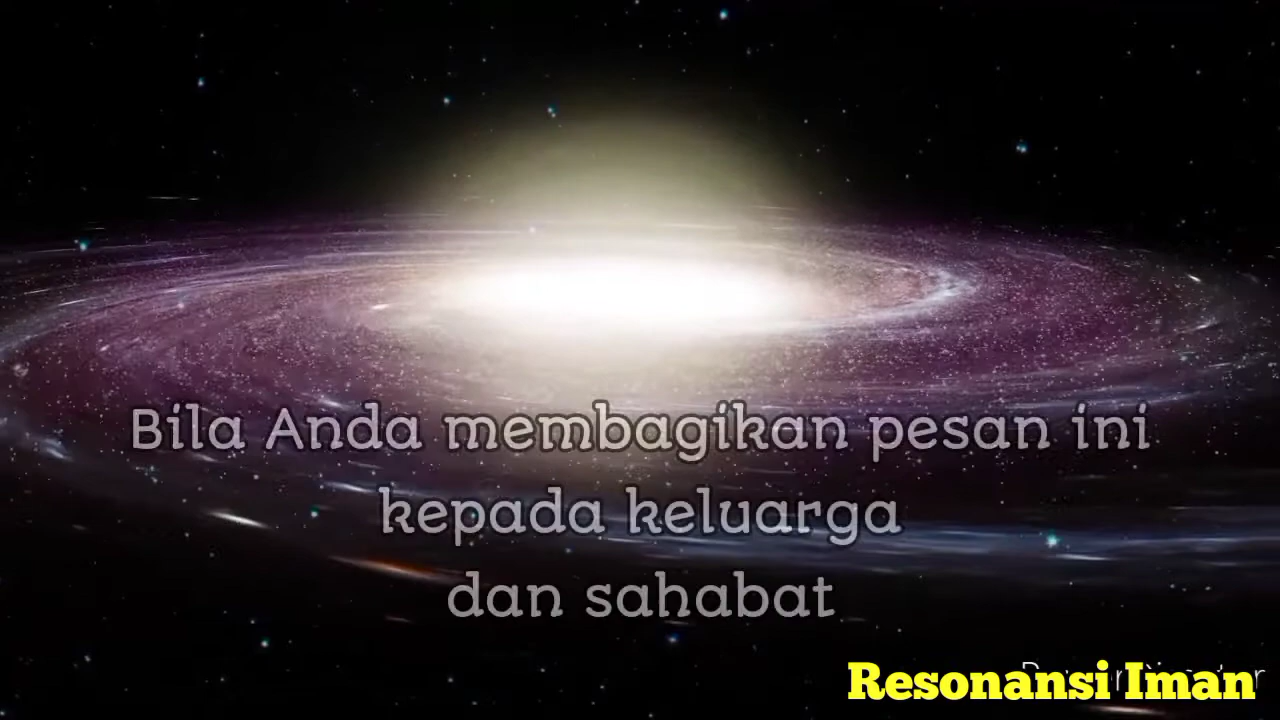 Bila Anda membagikan pesan ini
kepada keluarga
dan sahabat
Resonansi Iman